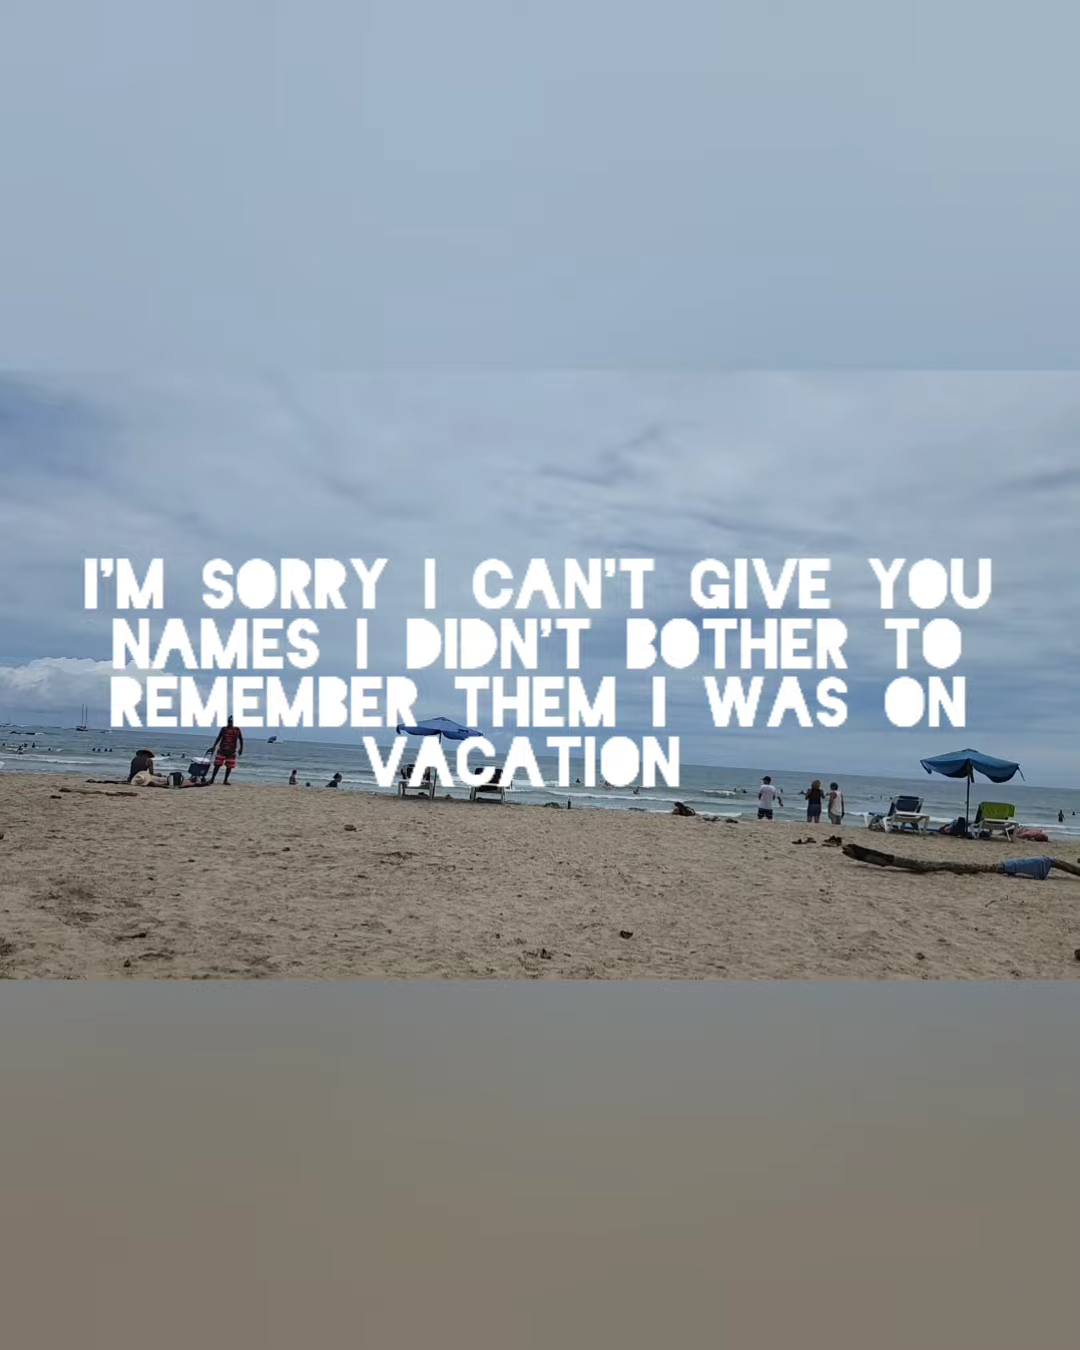 I'M SORRY I CAN'T GIVE YOU
NAMES I DIDN'T BOTHER TO
REMEMBER THEM I WAS ON
VACATION